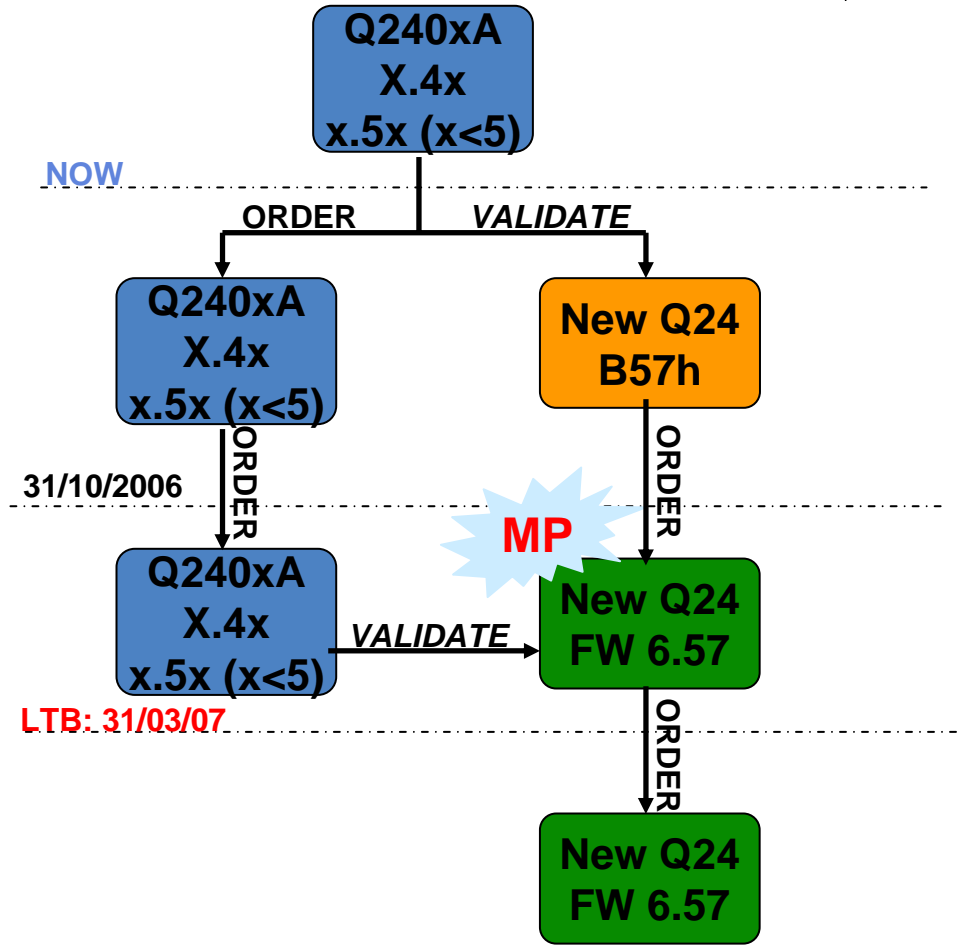 Q240xA
X.4x
x.5x (x<5)
NOW
ORDER
VALIDATE
Q240xA
X.4x
x.5x (x<5)
New Q24
B57h
ORDER
ORDER
31/10/2006
MP
Q240xA
X.4x
x.5x (x<5)
VALIDATE
New Q24
FW 6.57
LTB: 31/03/07
ORDER
New Q24
FW 6.57